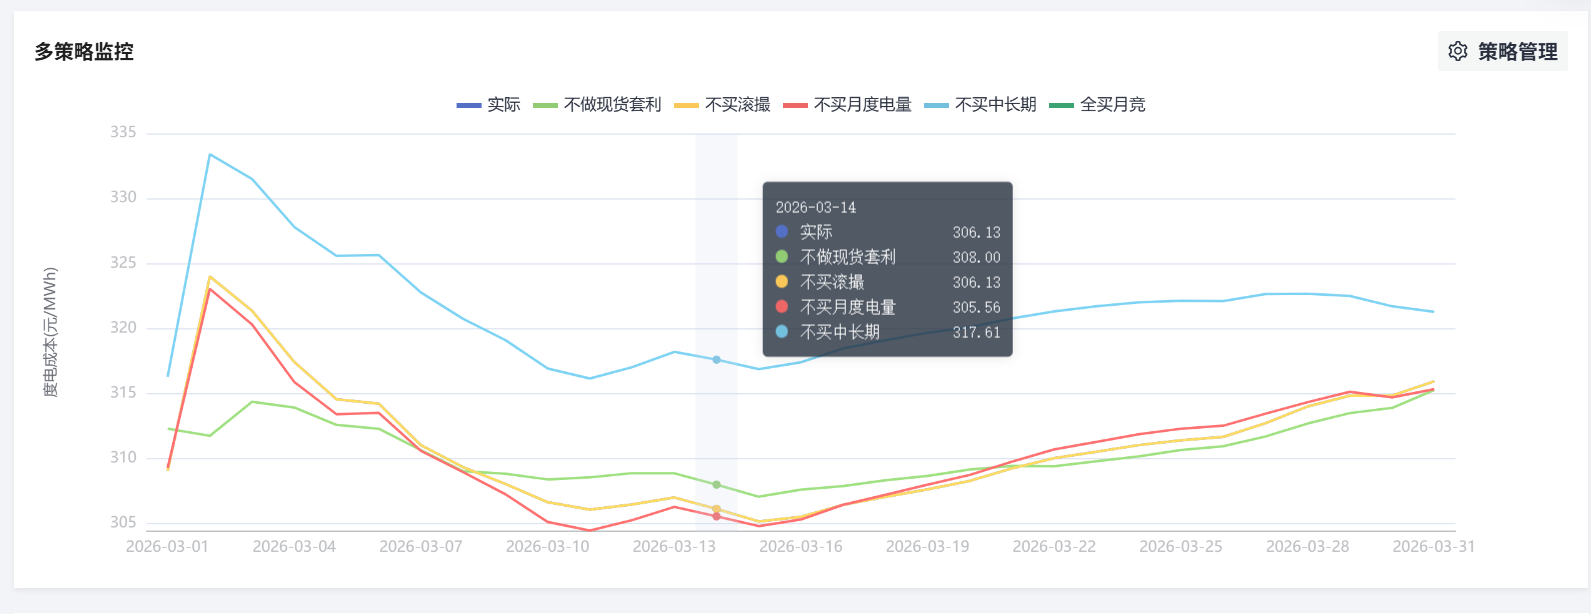 多策略监控
策略管理
实际 不做现货套利 不买滚撮 不买月度电量 不买中长期 全买月竞
335
330
325
320
315
310
305
度电成本(元/MWh)
2026-03-14
实际 306.13
不做现货套利 308.00
不买滚撮 306.13
不买月度电量 305.56
不买中长期 317.61
2026-03-01 2026-03-04 2026-03-07 2026-03-10 2026-03-13 2026-03-16 2026-03-19 2026-03-22 2026-03-25 2026-03-28 2026-03-31